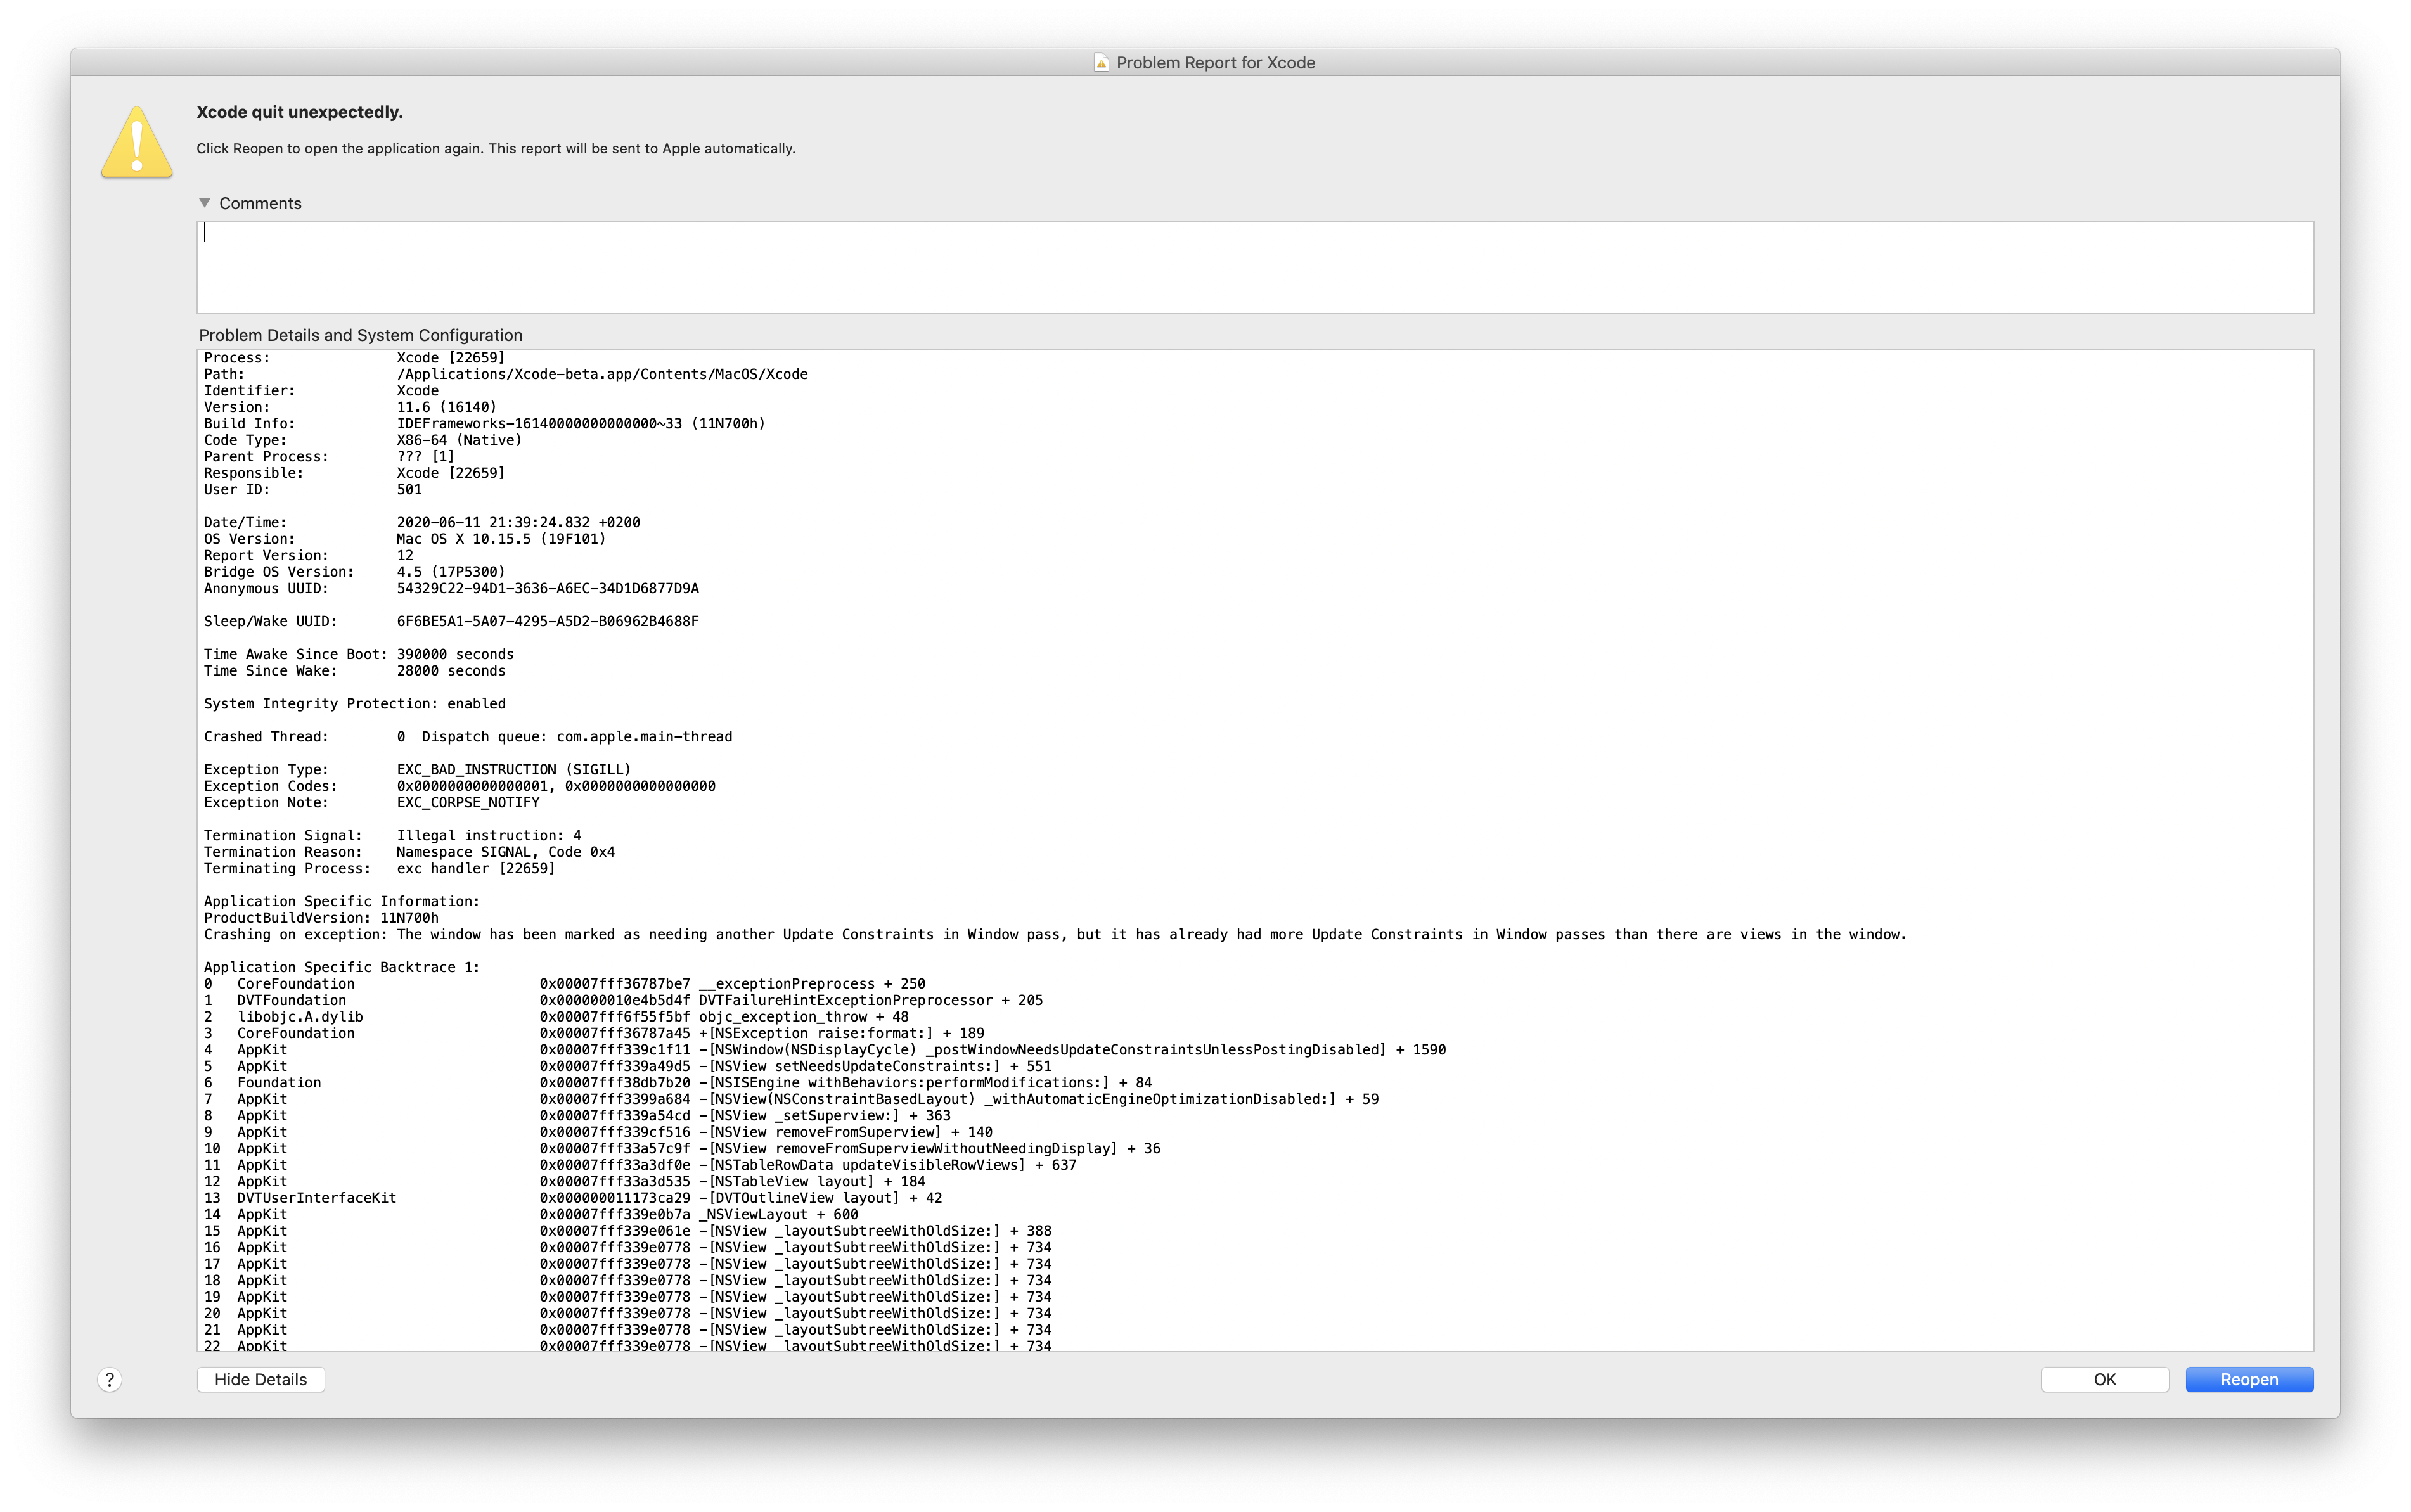 Problem Report for Xcode
Xcode quit unexpectedly.
Click Reopen to open the application again. This report will be sent to Apple automatically.
Comments
Problem Details and System Configuration
Process:               Xcode [22659]
Path:                  /Applications/Xcode-beta.app/Contents/MacOS/Xcode
Identifier:            Xcode
Version:               11.6 (16140)
Build Info:            IDEFrameworks-16140000000000000~33 (11N700h)
Code Type:             X86-64 (Native)
Parent Process:        ??? [1]
Responsible:           Xcode [22659]
User ID:               501
Date/Time:             2020-06-11 21:39:24.832 +0200
OS Version:            Mac OS X 10.15.5 (19F101)
Report Version:        12
Bridge OS Version:     4.5 (17P5300)
Anonymous UUID:        54329C22-94D1-3636-A6EC-34D1D6877D9A
Sleep/Wake UUID:       6F6BE5A1-5A07-4295-A5D2-B06962B4688F
Time Awake Since Boot: 390000 seconds
Time Since Wake:       28000 seconds
System Integrity Protection: enabled
Crashed Thread:        0  Dispatch queue: com.apple.main-thread
Exception Type:        EXC_BAD_INSTRUCTION (SIGILL)
Exception Codes:       0x0000000000000001, 0x0000000000000000
Exception Note:        EXC_CORPSE_NOTIFY
Termination Signal:    Illegal instruction: 4
Termination Reason:    Namespace SIGNAL, Code 0x4
Terminating Process:   exc handler [22659]
Application Specific Information:
ProductBuildVersion: 11N700h
Crashing on exception: The window has been marked as needing another Update Constraints in Window pass, but it has already had more Update Constraints in Window passes than there are views in the window.
Application Specific Backtrace 1:
0   CoreFoundation                      0x00007fff36787be7 __exceptionPreprocess + 250
1   DVTFoundation                       0x000000010e4b5d4f DVTFailureHintExceptionPreprocessor + 205
2   libobjc.A.dylib                     0x00007fff6f55f5bf objc_exception_throw + 48
3   CoreFoundation                      0x00007fff36787a45 +[NSException raise:format:] + 189
4   AppKit                              0x00007fff339c1f11 -[NSWindow(NSDisplayCycle) _postWindowNeedsUpdateConstraintsUnlessPostingDisabled] + 1590
5   AppKit                              0x00007fff339a49d5 -[NSView setNeedsUpdateConstraints:] + 551
6   Foundation                          0x00007fff38db7b20 -[NSISEngine withBehaviors:performModifications:] + 84
7   AppKit                              0x00007fff3399a684 -[NSView(NSConstraintBasedLayout) _withAutomaticEngineOptimizationDisabled:] + 59
8   AppKit                              0x00007fff339a54cd -[NSView _setSuperview:] + 363
9   AppKit                              0x00007fff339cf516 -[NSView removeFromSuperview] + 140
10  AppKit                              0x00007fff33a57c9f -[NSView removeFromSuperviewWithoutNeedingDisplay] + 36
11  AppKit                              0x00007fff33a3df0e -[NSTableRowData updateVisibleRowViews] + 637
12  AppKit                              0x00007fff33a3d535 -[NSTableView layout] + 184
13  DVTUserInterfaceKit                 0x000000011173ca29 -[DVTOutlineView layout] + 42
14  AppKit                              0x00007fff339e0b7a _NSViewLayout + 600
15  AppKit                              0x00007fff339e061e -[NSView _layoutSubtreeWithOldSize:] + 388
16  AppKit                              0x00007fff339e0778 -[NSView _layoutSubtreeWithOldSize:] + 734
17  AppKit                              0x00007fff339e0778 -[NSView _layoutSubtreeWithOldSize:] + 734
18  AppKit                              0x00007fff339e0778 -[NSView _layoutSubtreeWithOldSize:] + 734
19  AppKit                              0x00007fff339e0778 -[NSView _layoutSubtreeWithOldSize:] + 734
20  AppKit                              0x00007fff339e0778 -[NSView _layoutSubtreeWithOldSize:] + 734
21  AppKit                              0x00007fff339e0778 -[NSView _layoutSubtreeWithOldSize:] + 734
22  AppKit                              0x00007fff339e0778 -[NSView _layoutSubtreeWithOldSize:] + 734
? Hide Details OK Reopen